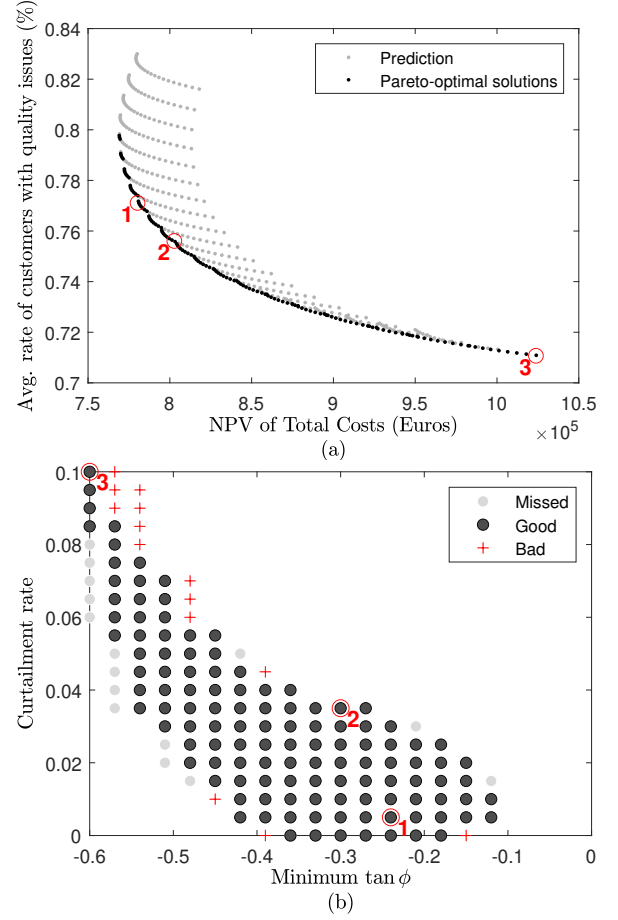 Avg. rate of customers with quality issues (%)
0.84
0.82
0.8
0.78
0.76
0.74
0.72
0.7
Prediction
Pareto-optimal solutions
1
2
3
7.5 8 8.5 9 9.5 10 10.5
NPV of Total Costs (Euros)
×10⁵
(a)
Curtailment rate
0.1
0.08
0.06
0.04
0.02
0
Missed
Good
Bad
3
2
1
-0.6 -0.5 -0.4 -0.3 -0.2 -0.1 0
Minimum tan ϕ
(b)